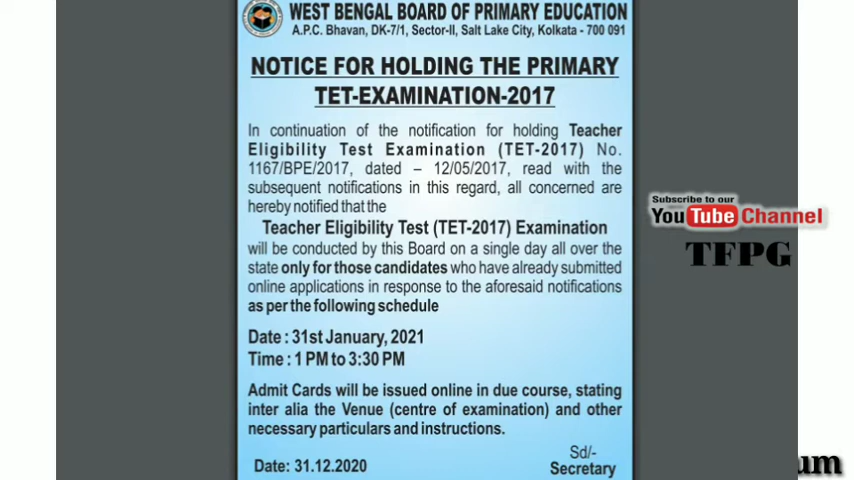 WEST BENGAL BOARD OF PRIMARY EDUCATION
A.P.C. Bhavan, DK-7/1, Sector-II, Salt Lake City, Kolkata - 700 091
NOTICE FOR HOLDING THE PRIMARY
TET-EXAMINATION-2017
In continuation of the notification for holding Teacher
Eligibility Test Examination (TET-2017) No.
1167/BPE/2017, dated – 12/05/2017, read with the
subsequent notifications in this regard, all concerned are
hereby notified that the
Teacher Eligibility Test (TET-2017) Examination
will be conducted by this Board on a single day all over the
state only for those candidates who have already submitted
online applications in response to the aforesaid notifications
as per the following schedule
Date : 31st January, 2021
Time : 1 PM to 3:30 PM
Admit Cards will be issued online in due course, stating
inter alia the Venue (centre of examination) and other
necessary particulars and instructions.
Sd/-
Date: 31.12.2020
Secretary
Subscribe to our
YouTube Channel
TFPG
um